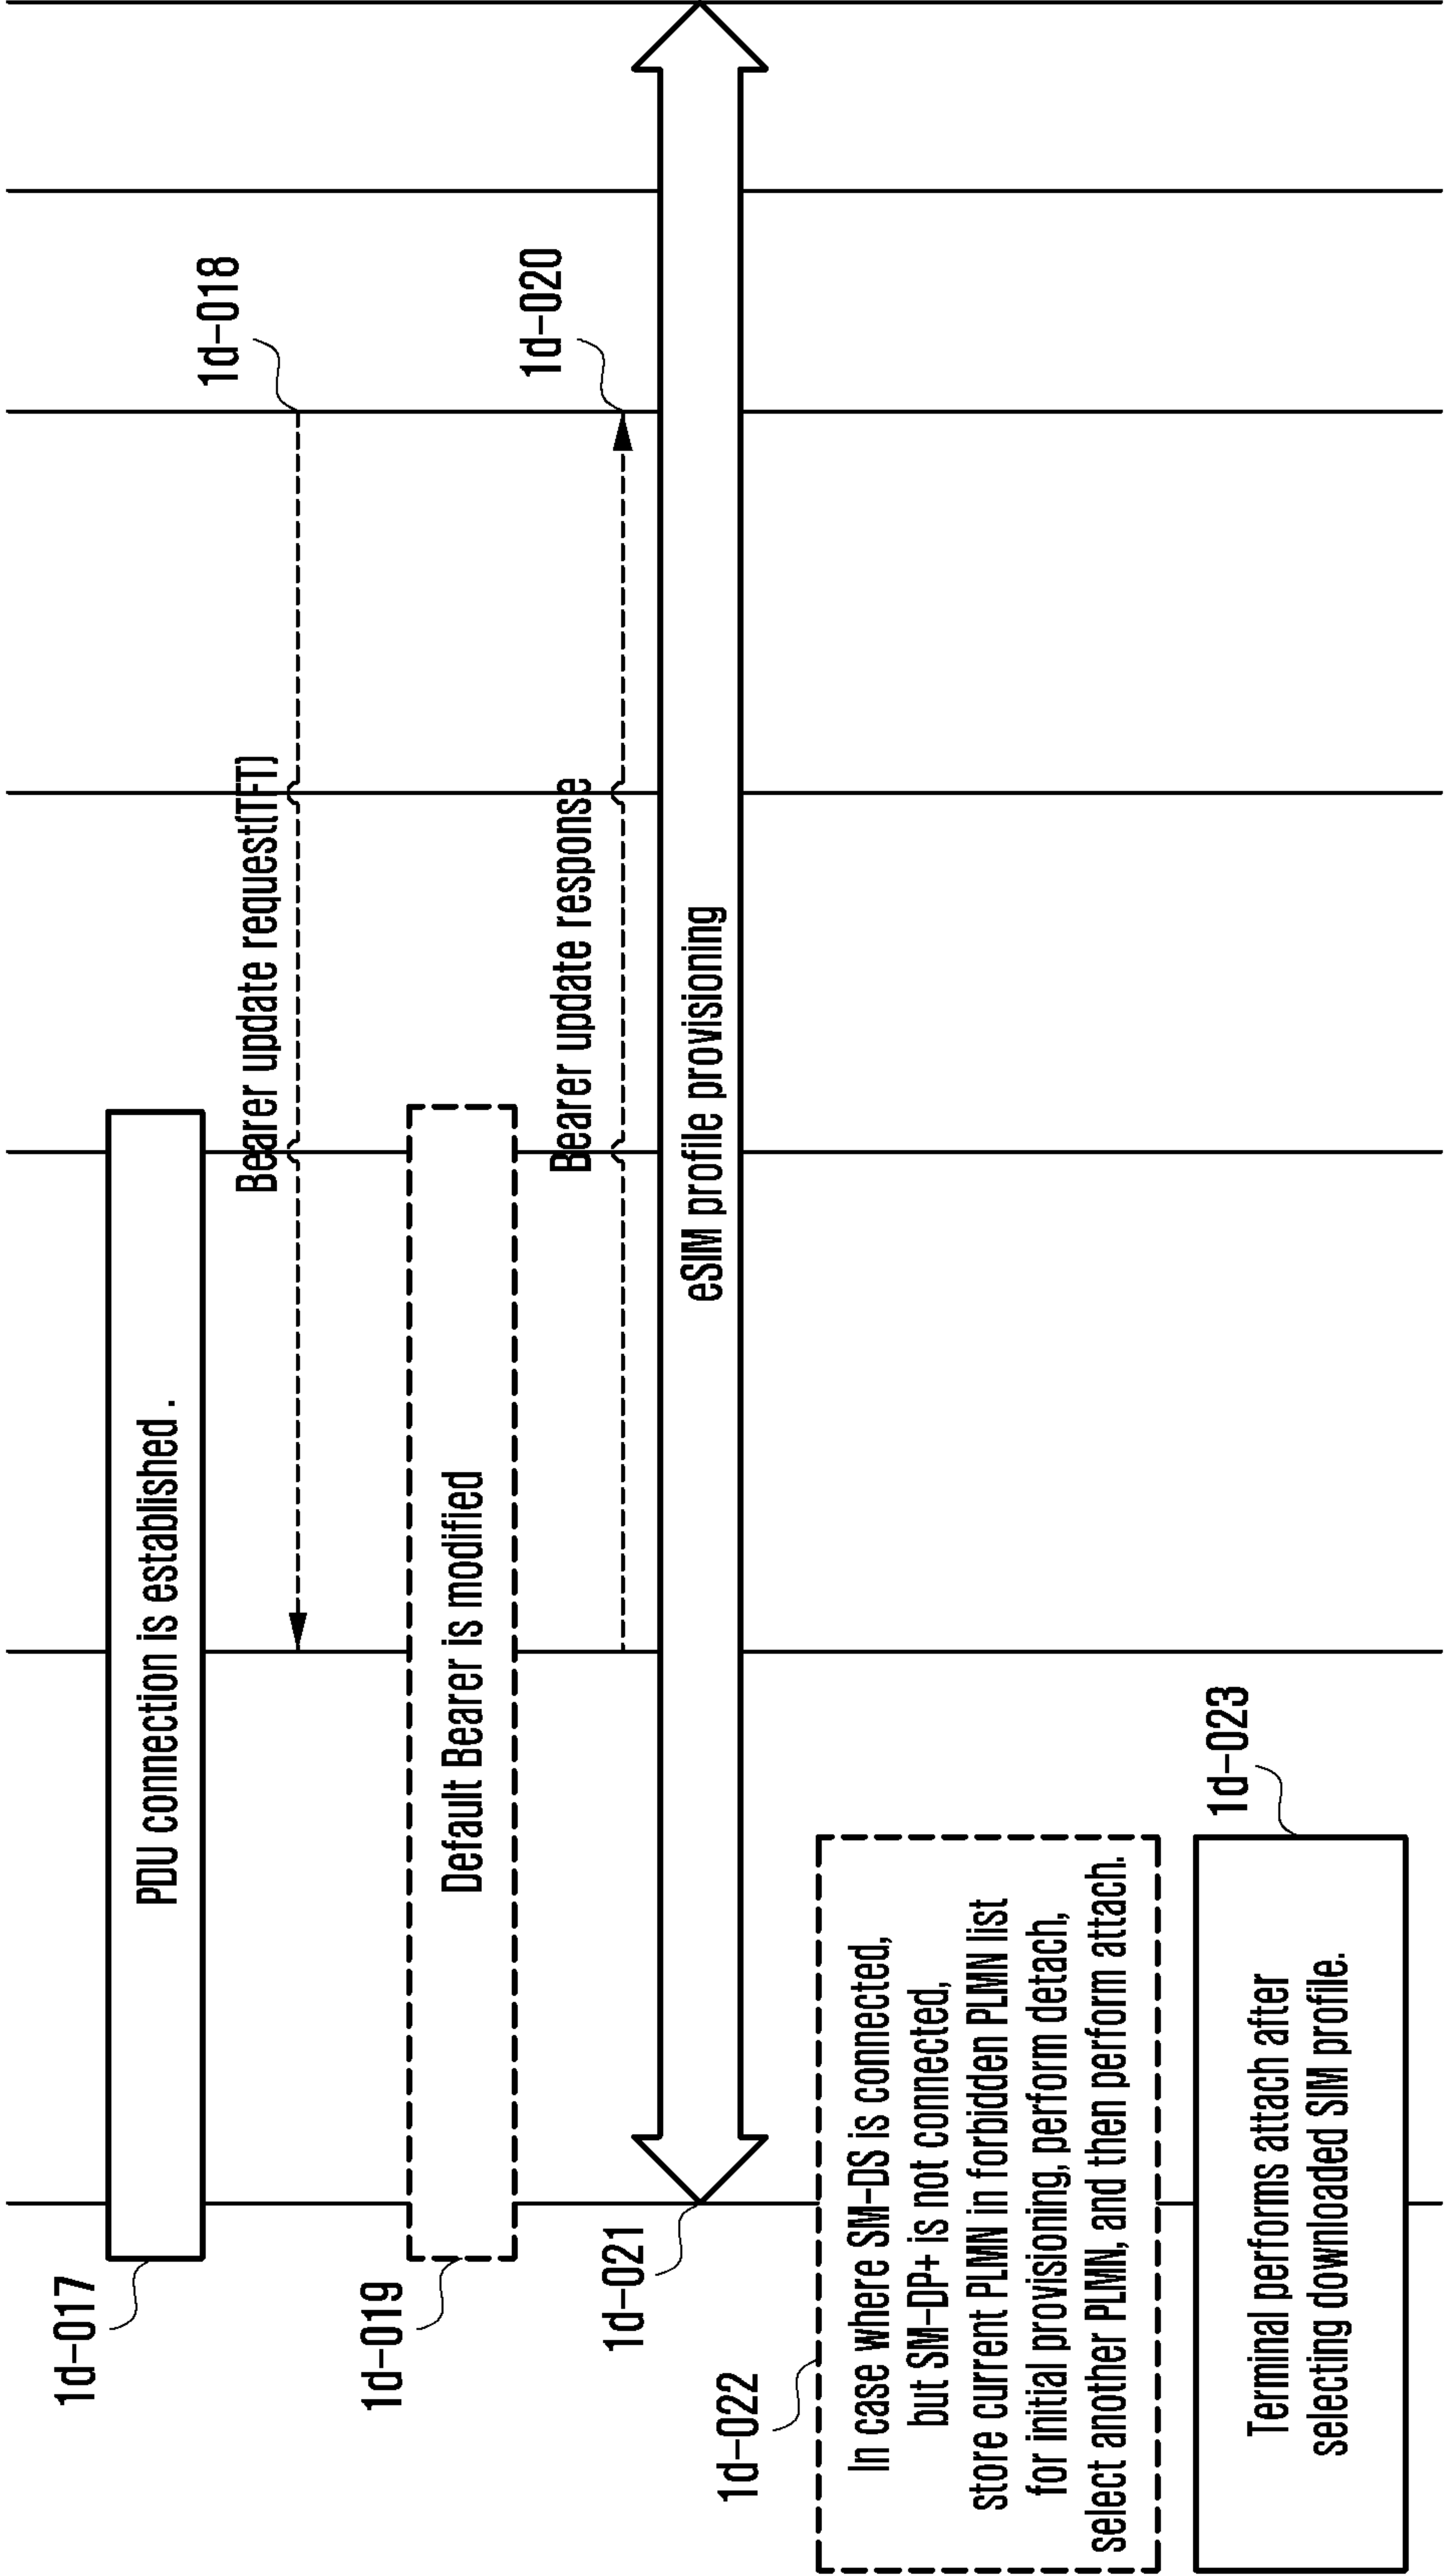 1d-017
PDU connection is established .
1d-018
Bearer update request(TFT)
1d-019
Default Bearer is modified
1d-020
Bearer update response
1d-021
eSIM profile provisioning
1d-022
In case where SM-DS is connected,
but SM-DP+ is not connected,
store current PLMN in forbidden PLMN list
for initial provisioning, perform detach,
select another PLMN, and then perform attach.
1d-023
Terminal performs attach after
selecting downloaded SIM profile.